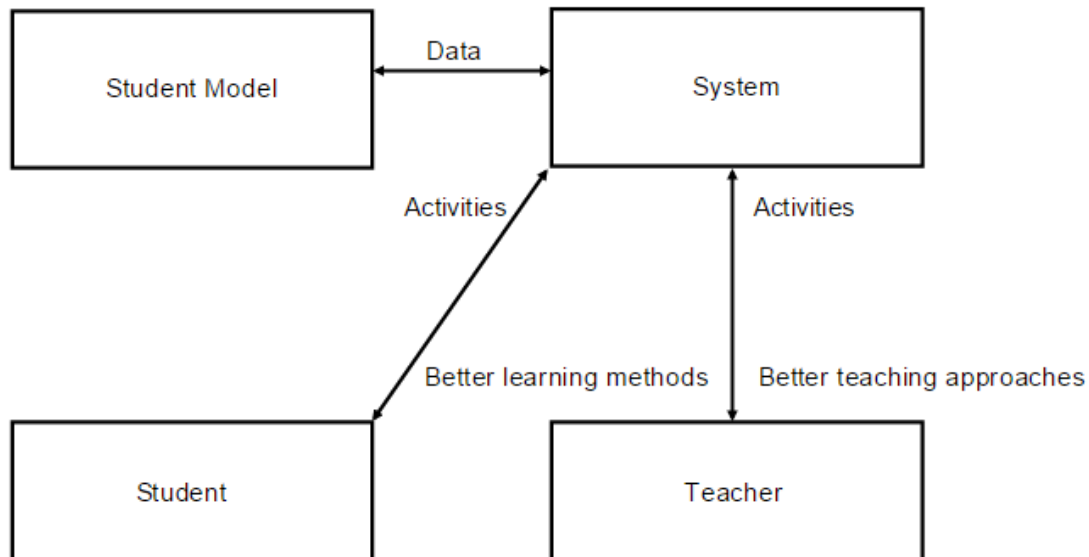 Data
Student Model
System
Activities
Activities
Better learning methods
Better teaching approaches
Student
Teacher